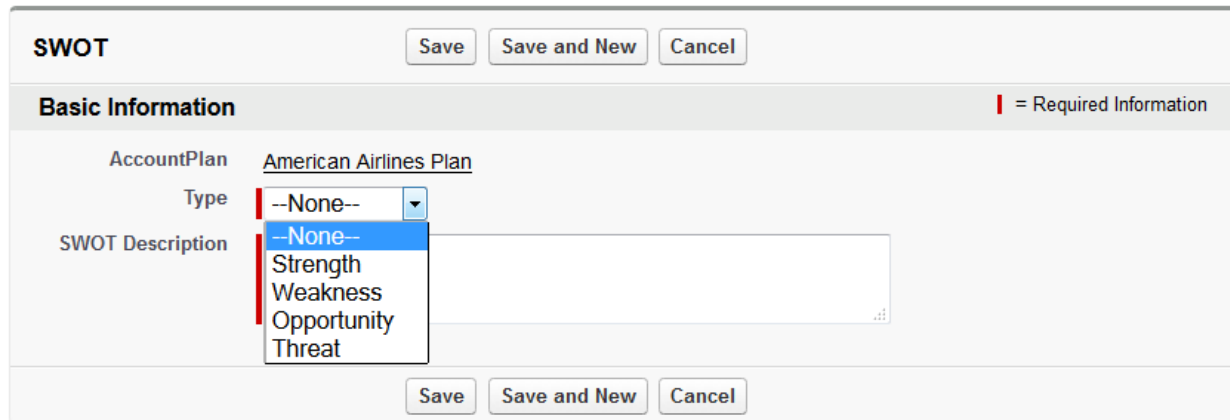 SWOT Save Save and New Cancel
Basic Information = Required Information
AccountPlan American Airlines Plan
Type --None--
SWOT Description --None--
Strength
Weakness
Opportunity
Threat
Save Save and New Cancel